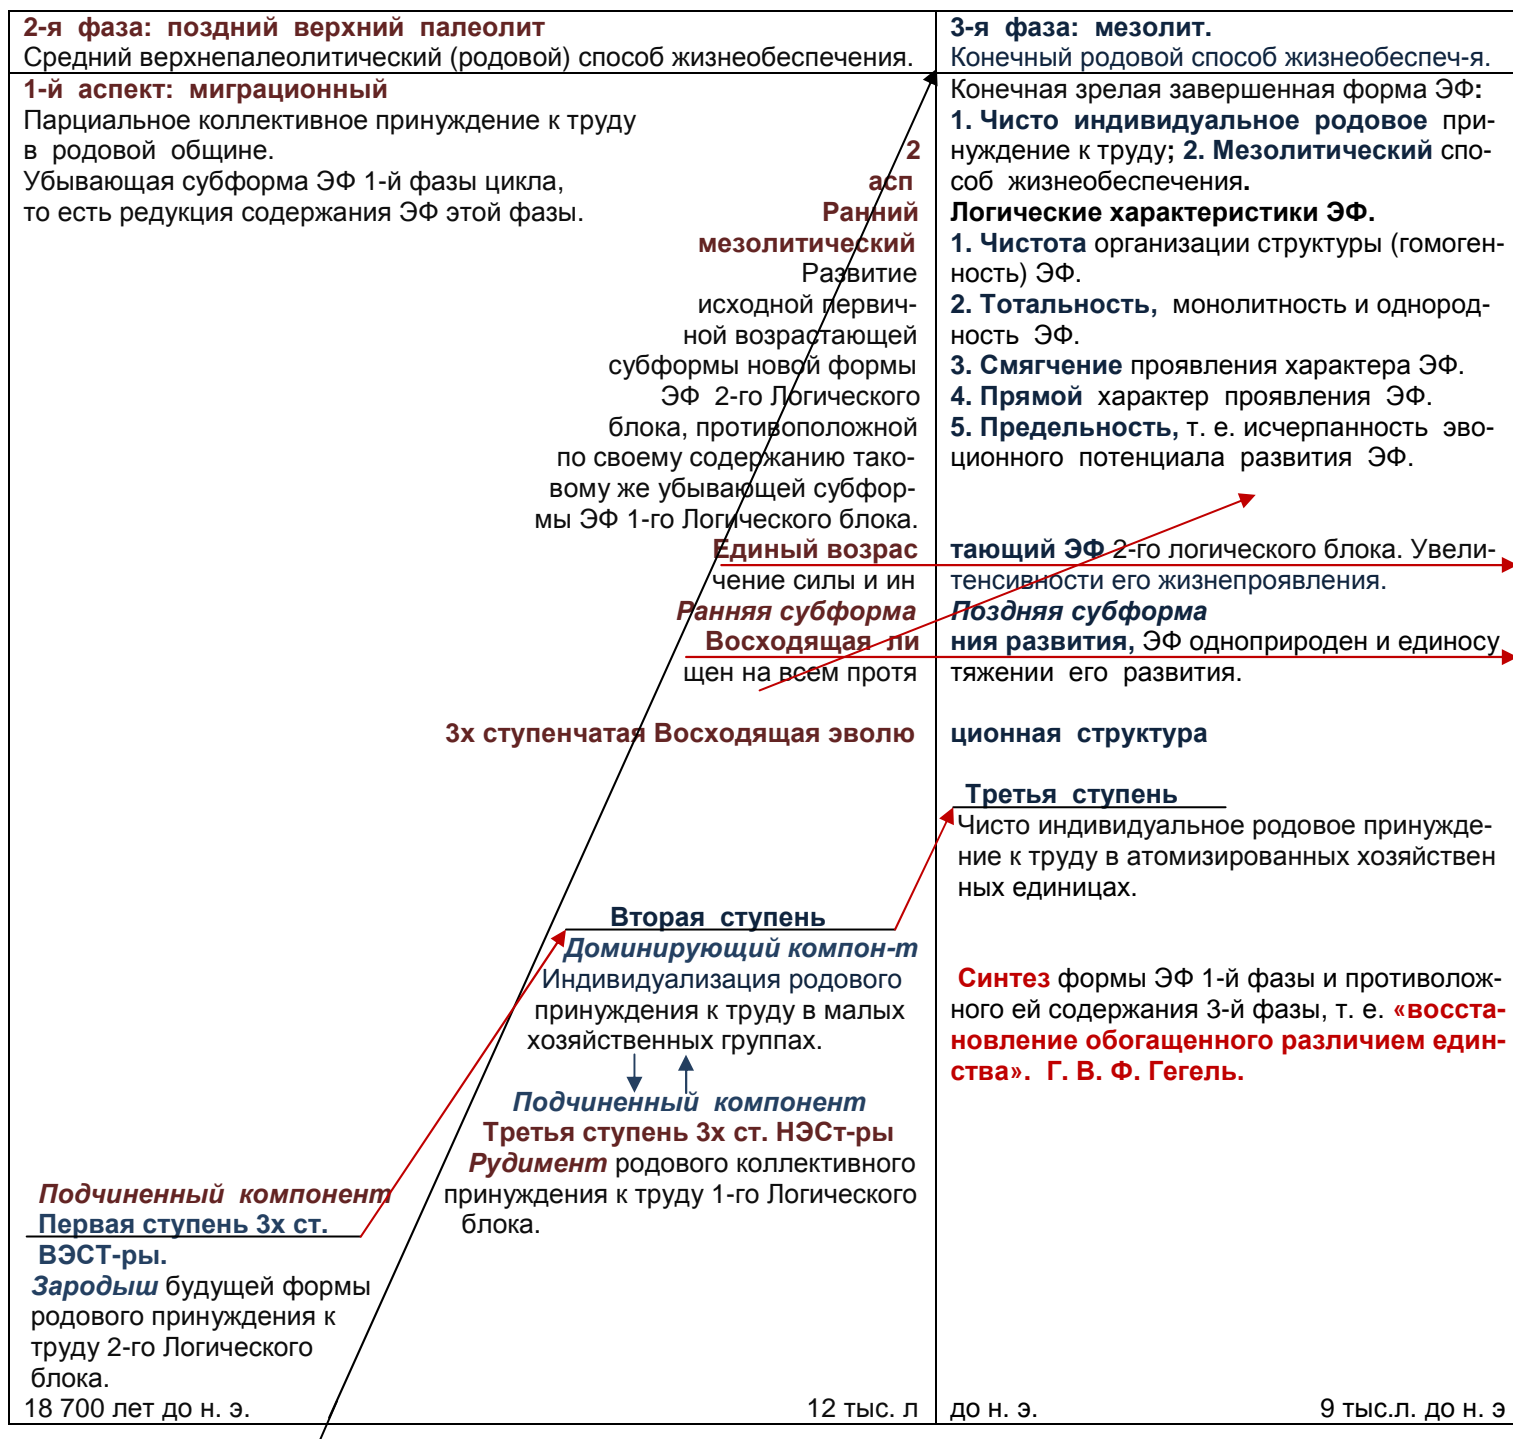 2-я фаза: поздний верхний палеолит
Средний верхнепалеолитический (родовой) способ жизнеобеспечения.
1-й аспект: миграционный
Парциальное коллективное принуждение к труду
в родовой общине.
Убывающая субформа ЭФ 1-й фазы цикла,
то есть редукция содержания ЭФ этой фазы.
2
асп
Ранний
мезолитический
Развитие
исходной первич-
ной возрастающей
субформы новой формы
ЭФ 2-го Логического
блока, противоположной
по своему содержанию тако-
вому же убывающей субфор-
мы ЭФ 1-го Логического блока.
Единый возрас
чение силы и ин
Ранняя субформа
Восходящая ли
щен на всем протя
3х ступенчатая Восходящая эволю
Вторая ступень
Доминирующий компон-т
Индивидуализация родового
принуждения к труду в малых
хозяйственных группах.
Подчиненный компонент
Третья ступень 3х ст. НЭСт-ры
Рудимент родового коллективного
принуждения к труду 1-го Логического
блока.
Подчиненный компонент
Первая ступень 3х ст.
ВЭСТ-ры.
Зародыш будущей формы
родового принуждения к
труду 2-го Логического
блока.
18 700 лет до н. э.
12 тыс. л
3-я фаза: мезолит.
Конечный родовой способ жизнеобеспеч-я.
Конечная зрелая завершенная форма ЭФ:
1. Чисто индивидуальное родовое при-
нуждение к труду; 2. Мезолитический спо-
соб жизнеобеспечения.
Логические характеристики ЭФ.
1. Чистота организации структуры (гомоген-
ность) ЭФ.
2. Тотальность, монолитность и однород-
ность ЭФ.
3. Смягчение проявления характера ЭФ.
4. Прямой характер проявления ЭФ.
5. Предельность, т. е. исчерпанность эво-
ционного потенциала развития ЭФ.
тающий ЭФ 2-го логического блока. Увели-
тенсивности его жизнепроявления.
Поздняя субформа
ния развития, ЭФ одноприроден и единосу
тяжении его развития.
ционная структура
Третья ступень
Чисто индивидуальное родовое принужде-
ние к труду в атомизированных хозяйствен
ных единицах.
Синтез формы ЭФ 1-й фазы и противолож-
ного ей содержания 3-й фазы, т. е. «восста-
новление обогащенного различием един-
ства». Г. В. Ф. Гегель.
до н. э.
9 тыс.л. до н. э